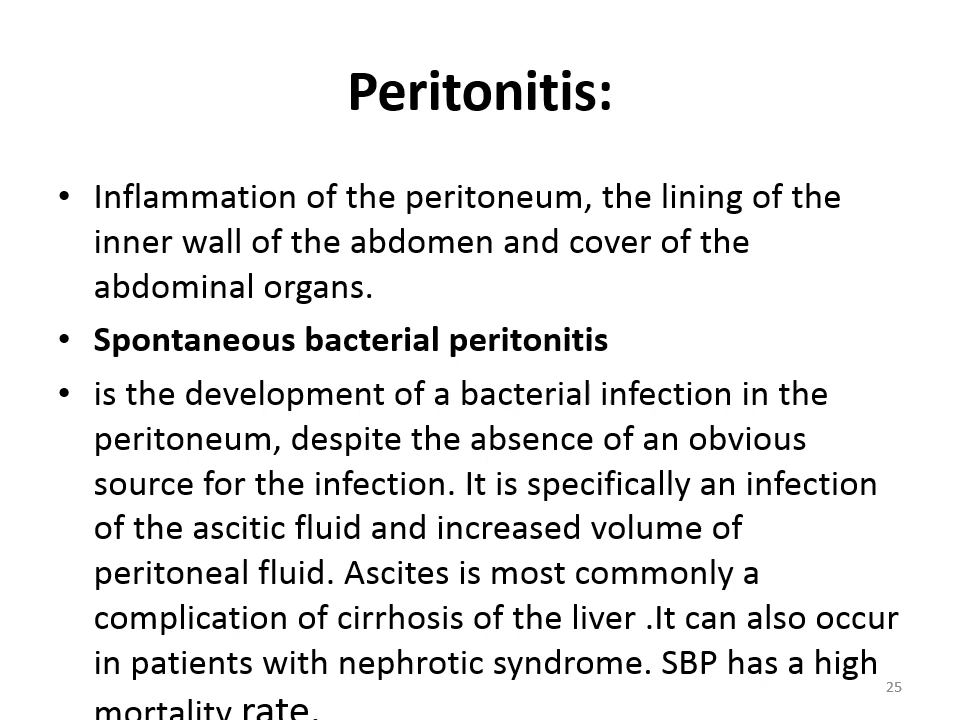 Peritonitis:
• Inflammation of the peritoneum, the lining of the
inner wall of the abdomen and cover of the
abdominal organs.
• Spontaneous bacterial peritonitis
• is the development of a bacterial infection in the
peritoneum, despite the absence of an obvious
source for the infection. It is specifically an infection
of the ascitic fluid and increased volume of
peritoneal fluid. Ascites is most commonly a
complication of cirrhosis of the liver .It can also occur
in patients with nephrotic syndrome. SBP has a high
25
mortality rate.